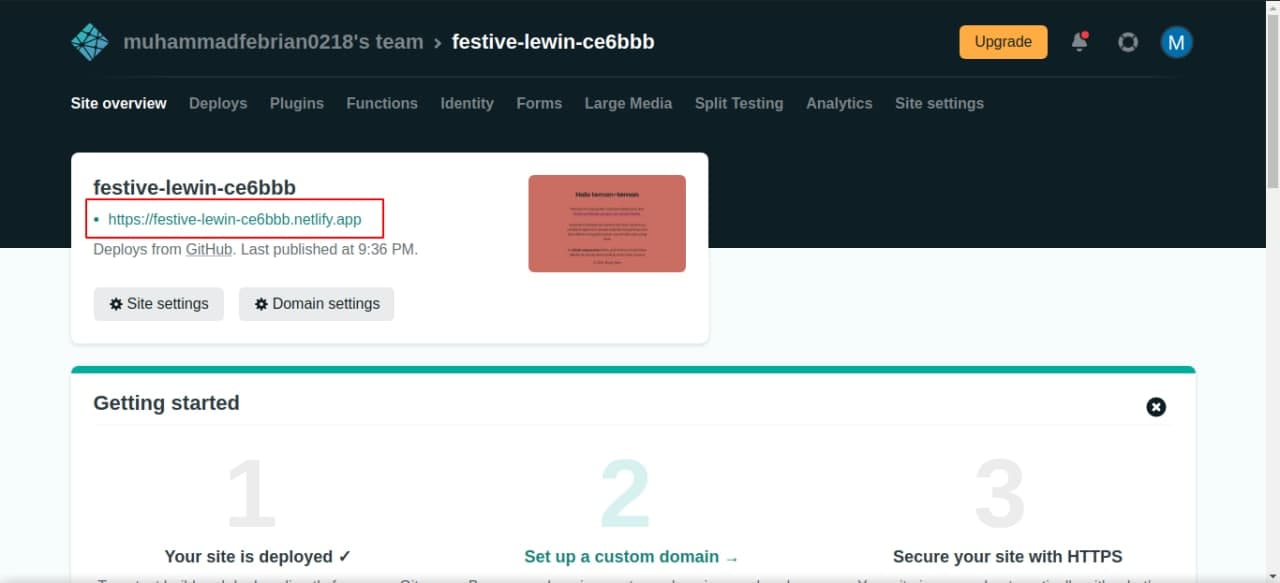 muhammadfebrian0218's team > festive-lewin-ce6bbb
Upgrade
M
Site overview Deploys Plugins Functions Identity Forms Large Media Split Testing Analytics Site settings
festive-lewin-ce6bbb
• https://festive-lewin-ce6bbb.netlify.app
Deploys from GitHub. Last published at 9:36 PM.
Site settings Domain settings
Hallo teman-teman
Getting started
1 2 3
Your site is deployed ✓ Set up a custom domain → Secure your site with HTTPS